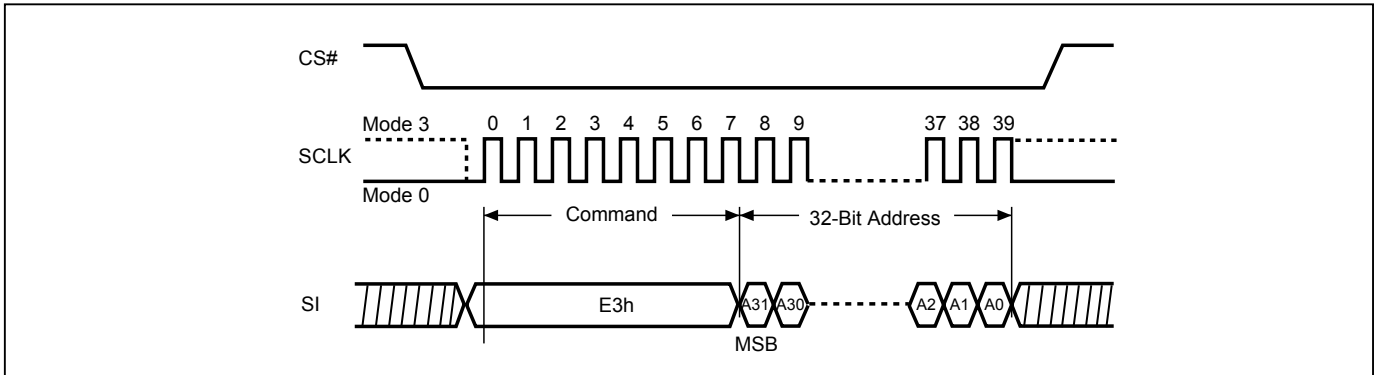 CS#
Mode 3 0 1 2 3 4 5 6 7 8 9 37 38 39
SCLK
Mode 0
Command 32-Bit Address
SI E3h A31 A30 A2 A1 A0
MSB